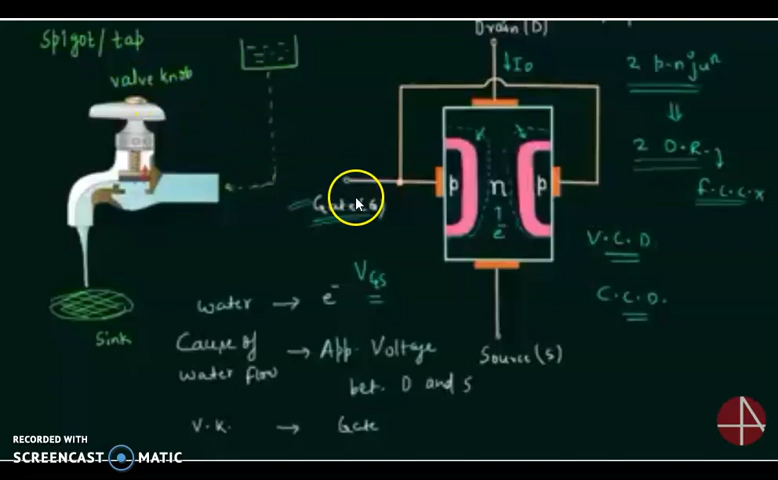 Drain (D)
Spigot/tap
valve knob
↓ID
2 p-n junⁿ
⇓
2 D.R.
f.c.c.x
p n p
Gate(G)
e⁻
V.C.D
C.C.D.
VGS
water → e⁻
Sink
Cause of → App. Voltage
water flow
bet. D and S
Source(S)
V.K. → Gate
RECORDED WITH
SCREENCAST MATIC